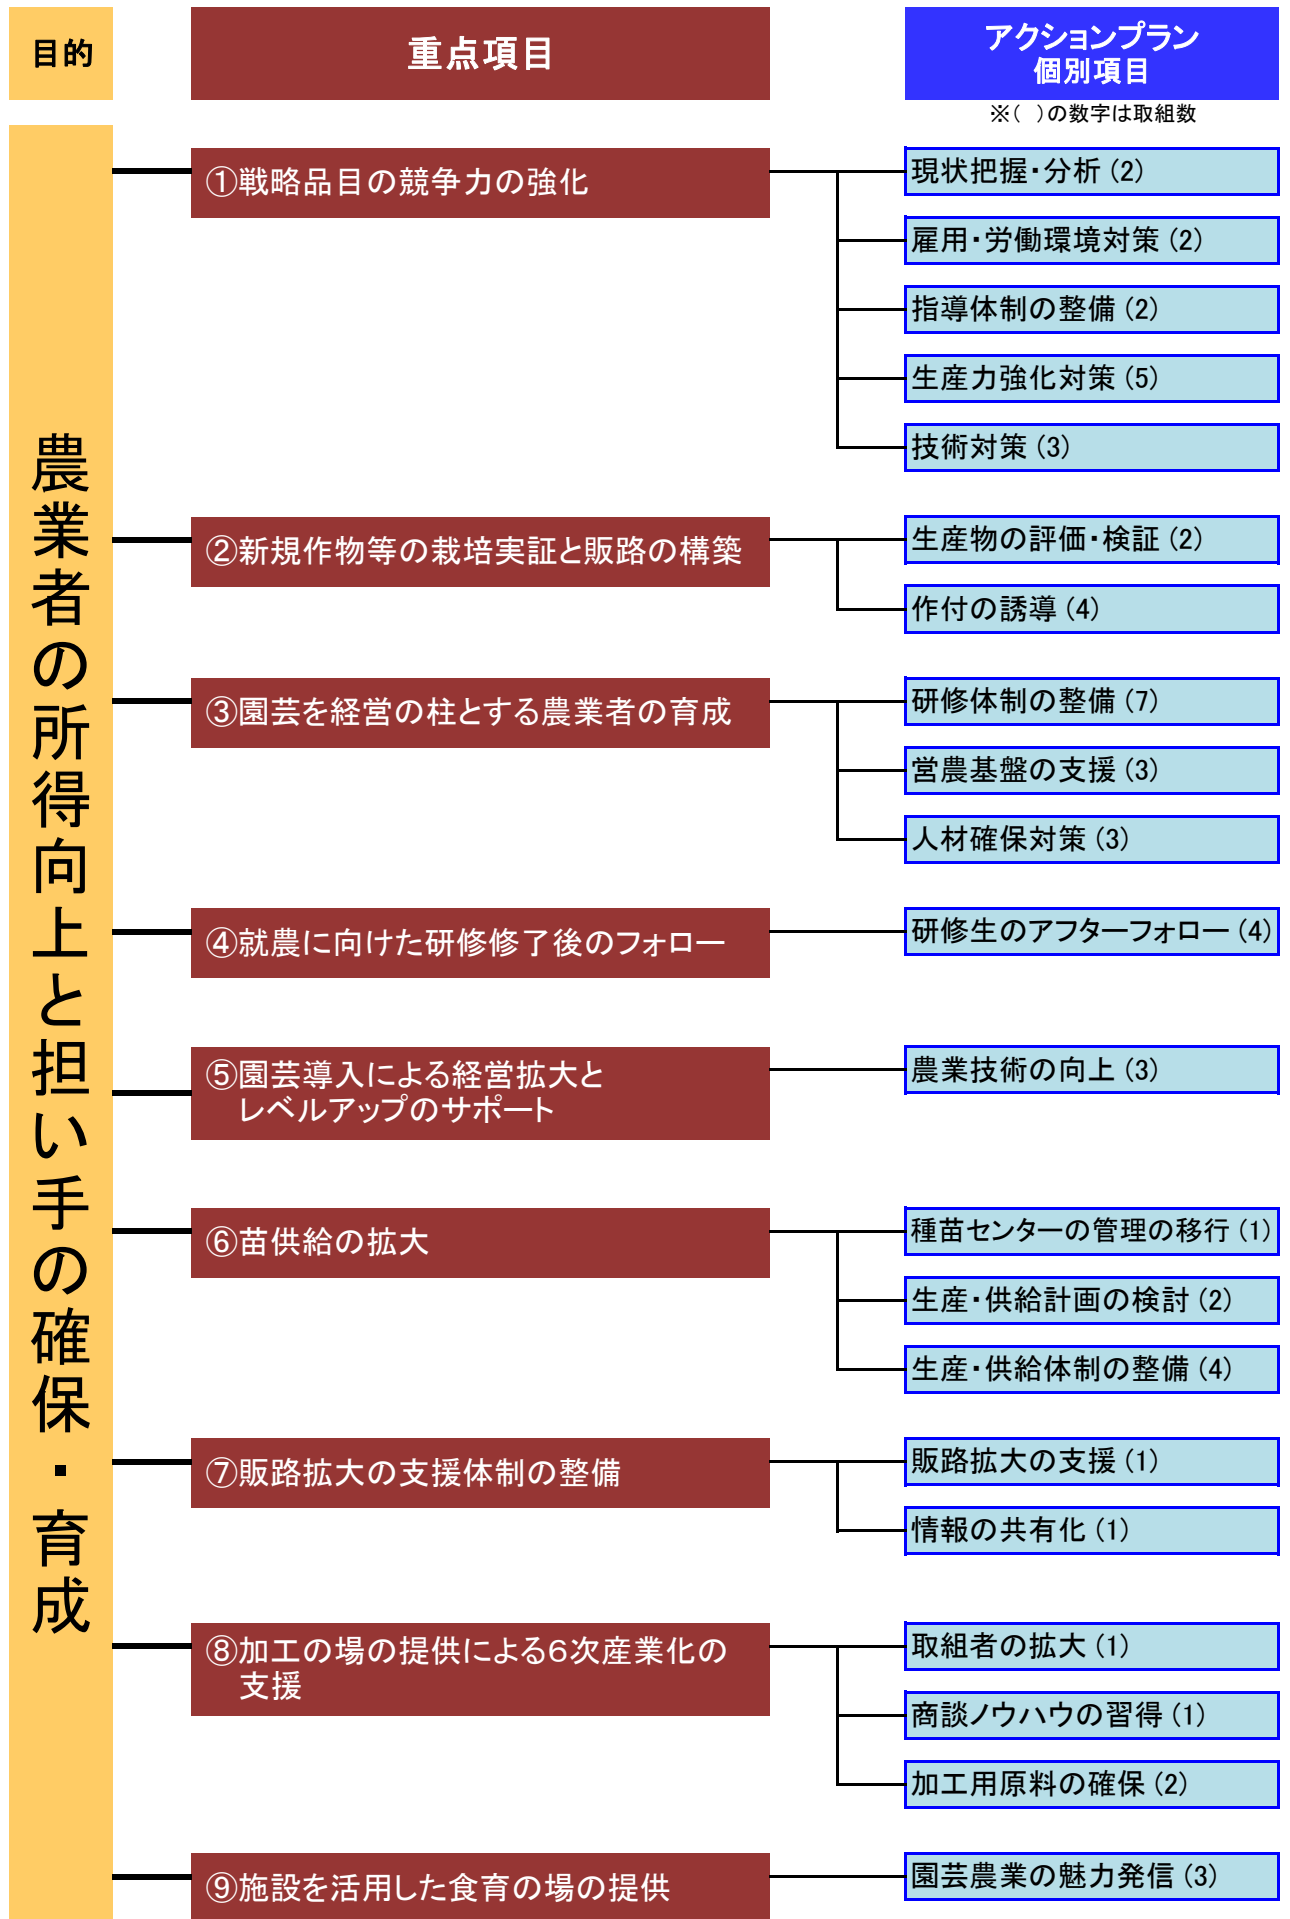 目的
重点項目
アクションプラン
個別項目
※(　)の数字は取組数
農業者の所得向上と担い手の確保・育成
①戦略品目の競争力の強化
現状把握・分析(2)
雇用・労働環境対策(2)
指導体制の整備(2)
生産力強化対策(5)
技術対策(3)
②新規作物等の栽培実証と販路の構築
生産物の評価・検証(2)
作付の誘導(4)
③園芸を経営の柱とする農業者の育成
研修体制の整備(7)
営農基盤の支援(3)
人材確保対策(3)
④就農に向けた研修修了後のフォロー
研修生のアフターフォロー(4)
⑤園芸導入による経営拡大と
レベルアップのサポート
農業技術の向上(3)
⑥苗供給の拡大
種苗センターの管理の移行(1)
生産・供給計画の検討(2)
生産・供給体制の整備(4)
⑦販路拡大の支援体制の整備
販路拡大の支援(1)
情報の共有化(1)
⑧加工の場の提供による6次産業化の
支援
取組者の拡大(1)
商談ノウハウの習得(1)
加工用原料の確保(2)
⑨施設を活用した食育の場の提供
園芸農業の魅力発信(3)